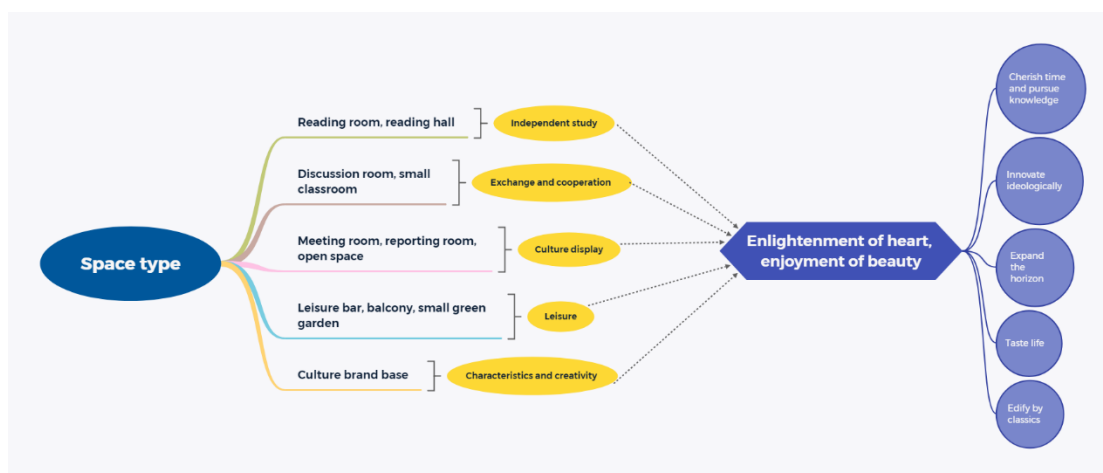 Space type
Reading room, reading hall
Independent study
Discussion room, small
classroom
Exchange and cooperation
Meeting room, reporting room,
open space
Culture display
Leisure bar, balcony, small green
garden
Leisure
Culture brand base
Characteristics and creativity
Enlightenment of heart,
enjoyment of beauty
Cherish time
and pursue
knowledge
Innovate
ideologically
Expand
the
horizon
Taste life
Edify by
classics